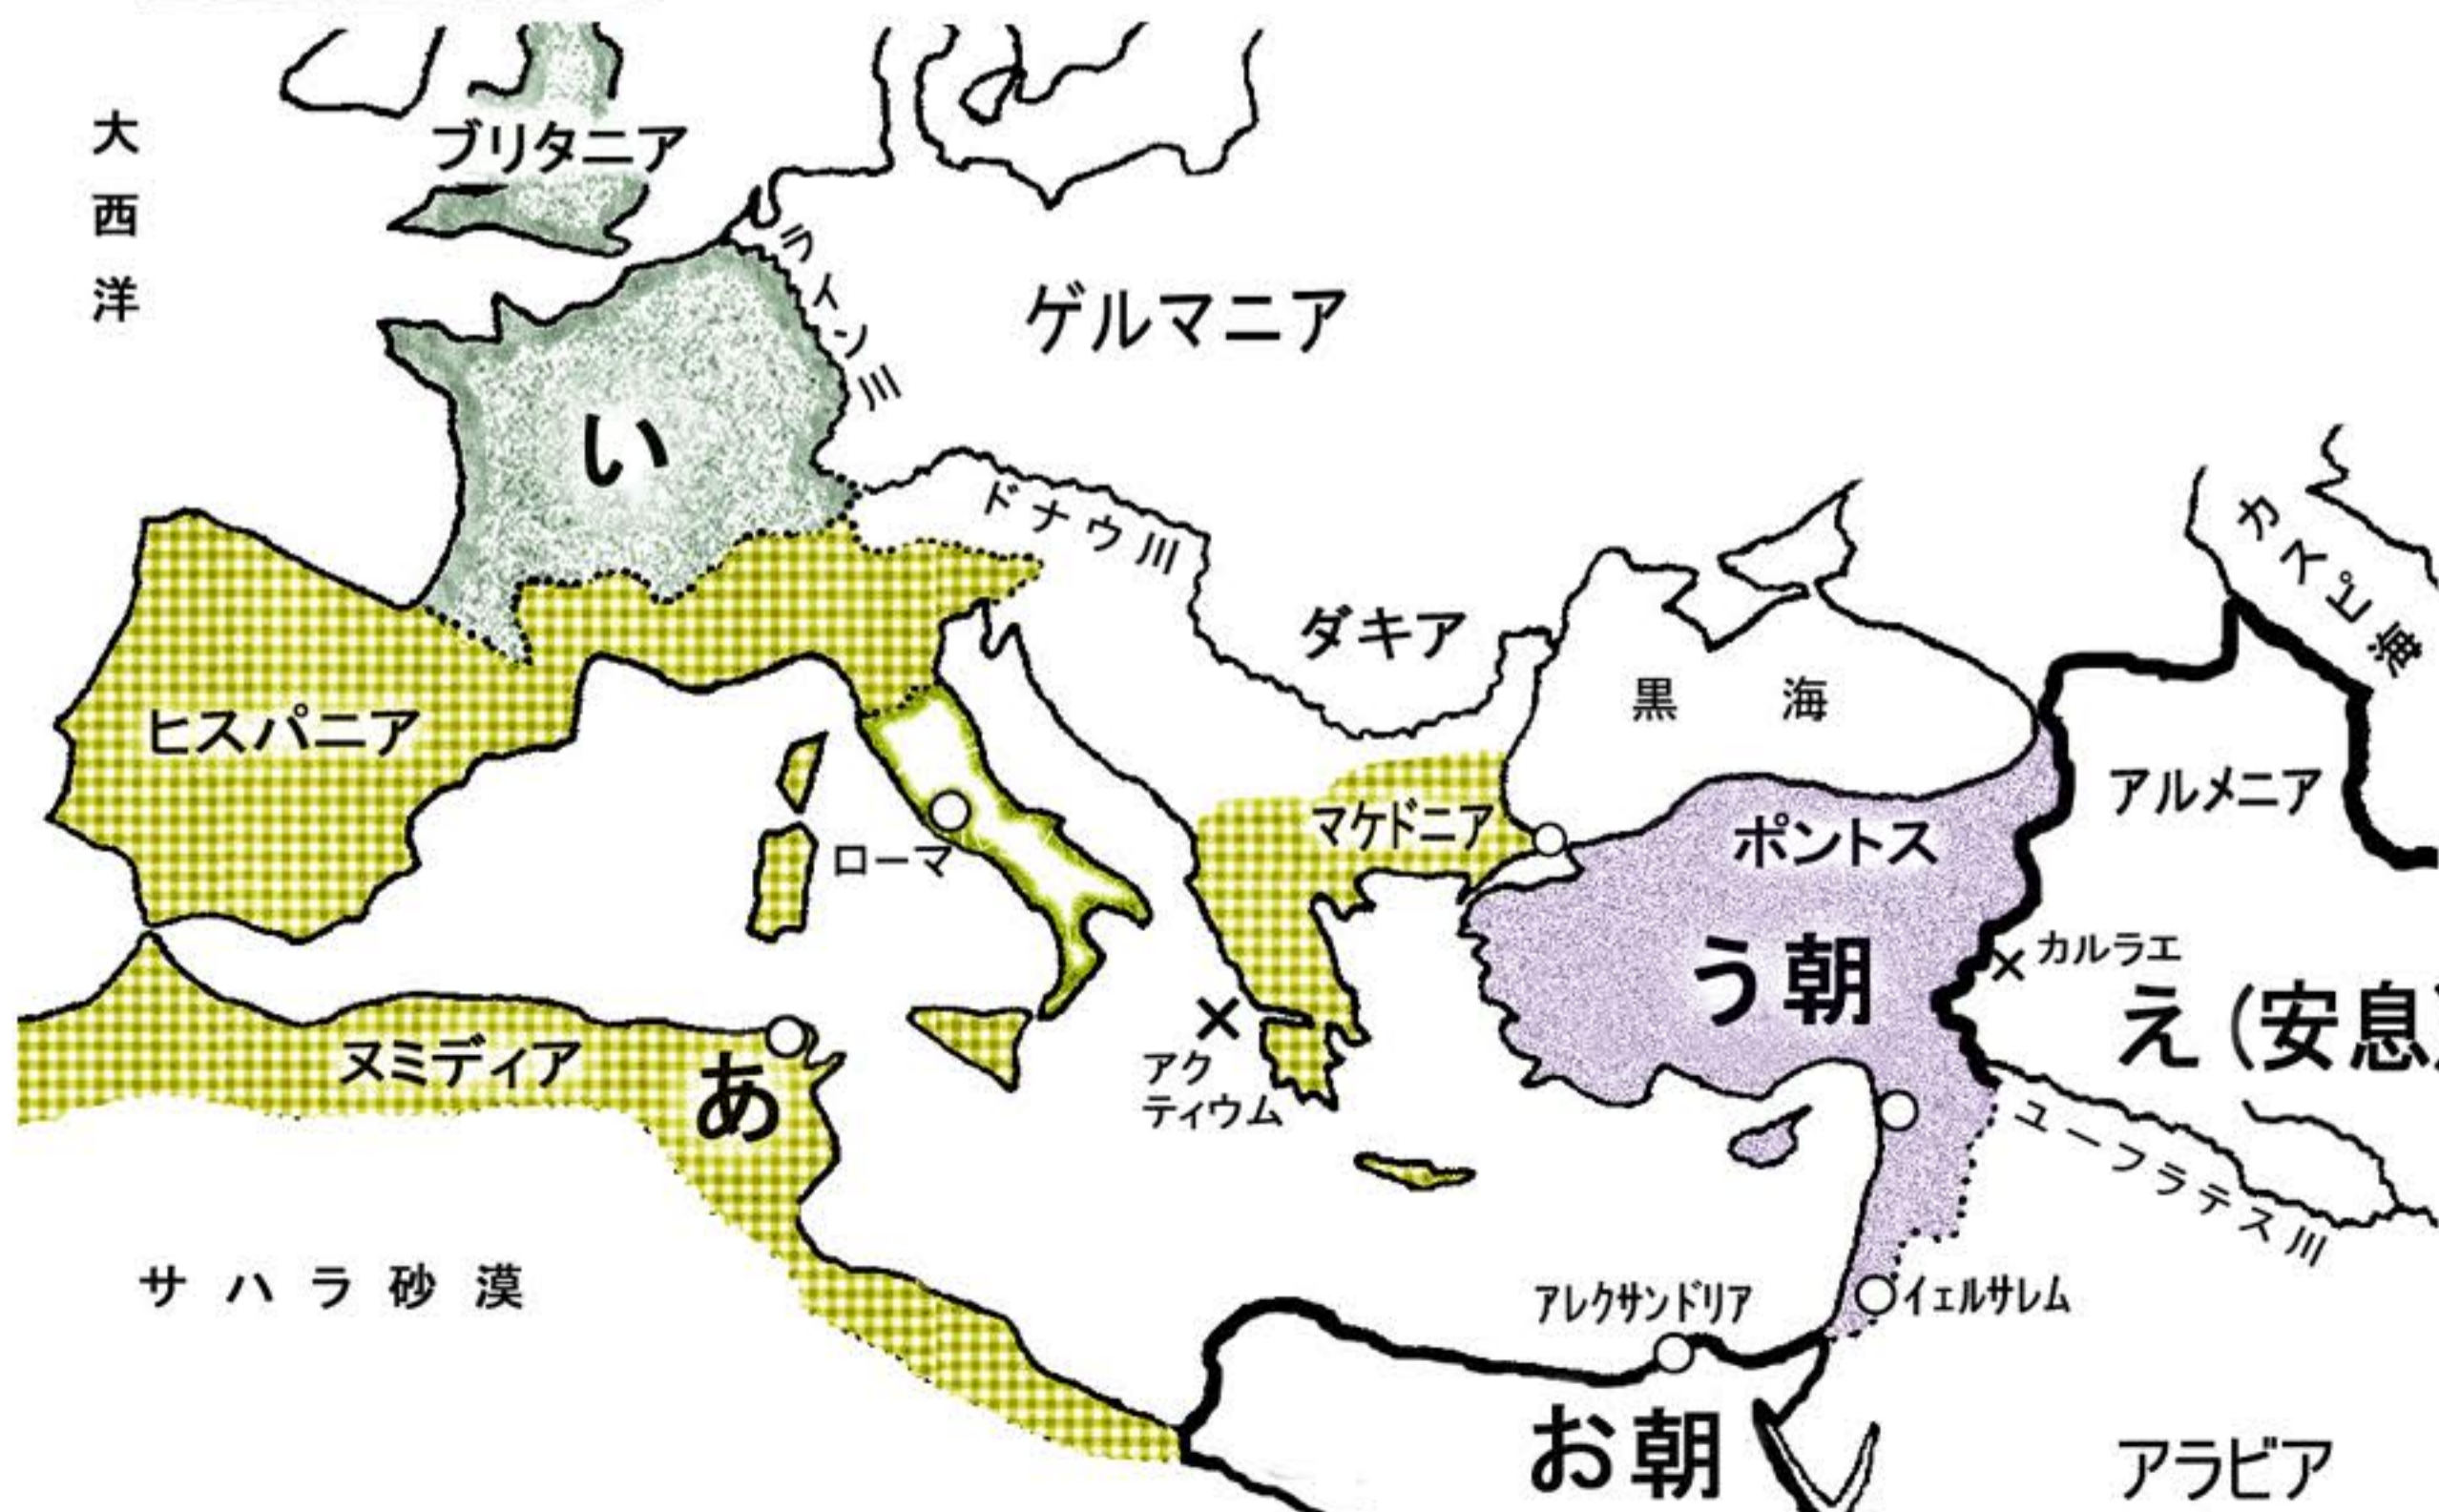 大西洋
ブリタニア
ライン川
ゲルマニア
い
ドナウ川
カスピ海
ダキア
黒海
ヒスパニア
アルメニア
マケドニア
ポントス
ローマ
う朝
カルラエ
え(安息)
ヌミディア
あ
アク
ティウム
ユーフラテス川
サハラ砂漠
アレクサンドリア
イェルサレム
お朝
アラビア